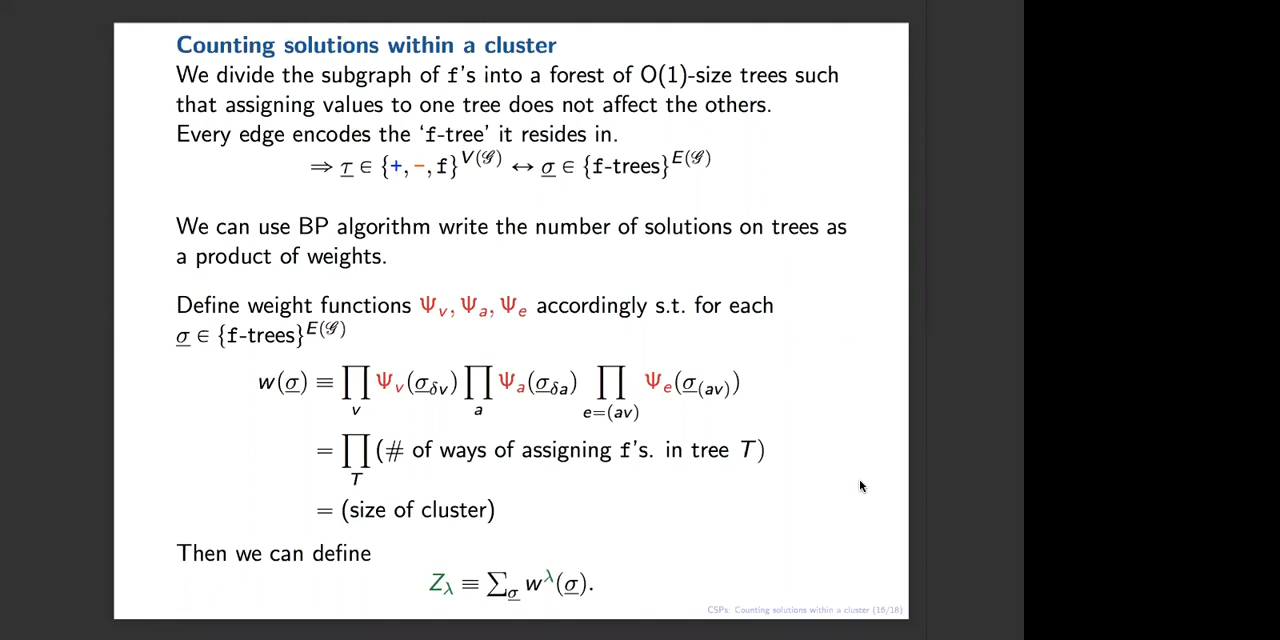 Counting solutions within a cluster
We divide the subgraph of f's into a forest of O(1)-size trees such
that assigning values to one tree does not affect the others.
Every edge encodes the ‘f-tree’ it resides in.
⇒ τ ∈ {+, −, f}^V(𝒢) ↔ σ ∈ {f-trees}^E(𝒢)
We can use BP algorithm write the number of solutions on trees as
a product of weights.
Define weight functions Ψ_v, Ψ_a, Ψ_e accordingly s.t. for each
σ ∈ {f-trees}^E(𝒢)
w(σ) ≡ ∏_v Ψ_v(σ_δv) ∏_a Ψ_a(σ_δa) ∏_e=(av) Ψ_e(σ_(av))
= ∏_T (# of ways of assigning f's. in tree T)
= (size of cluster)
Then we can define
Z_λ ≡ ∑_σ w^λ(σ).
CSPs: Counting solutions within a cluster (16/18)